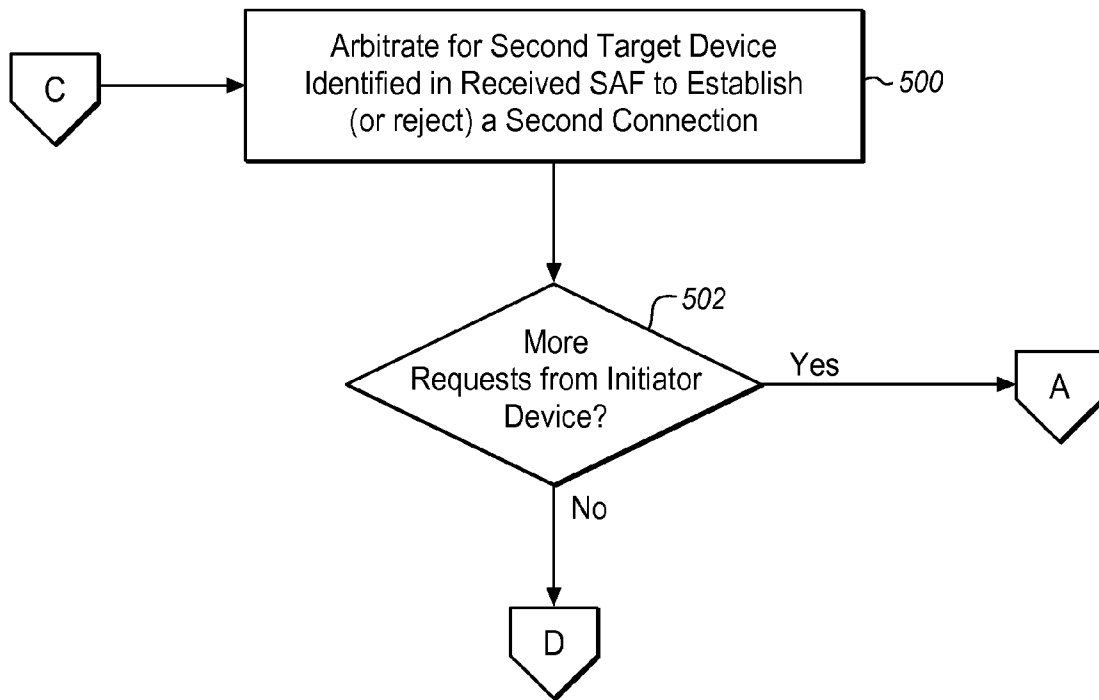 C
Arbitrate for Second Target Device
Identified in Received SAF to Establish
(or reject) a Second Connection
500
502
More
Requests from Initiator
Device?
Yes
A
No
D